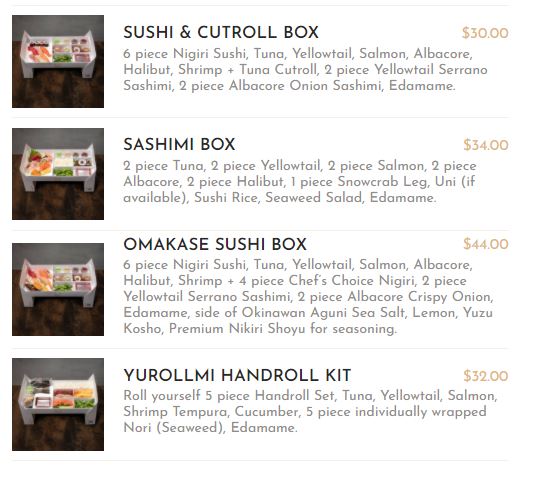 SUSHI & CUTROLL BOX $30.00
6 piece Nigiri Sushi, Tuna, Yellowtail, Salmon, Albacore,
Halibut, Shrimp + Tuna Cutroll, 2 piece Yellowtail Serrano
Sashimi, 2 piece Albacore Onion Sashimi, Edamame.
SASHIMI BOX $34.00
2 piece Tuna, 2 piece Yellowtail, 2 piece Salmon, 2 piece
Albacore, 2 piece Halibut, 1 piece Snowcrab Leg, Uni (if
available), Sushi Rice, Seaweed Salad, Edamame.
OMAKASE SUSHI BOX $44.00
6 piece Nigiri Sushi, Tuna, Yellowtail, Salmon, Albacore,
Halibut, Shrimp + 4 piece Chef's Choice Nigiri, 2 piece
Yellowtail Serrano Sashimi, 2 piece Albacore Crispy Onion,
Edamame, side of Okinawan Aguni Sea Salt, Lemon, Yuzu
Kosho, Premium Nikiri Shoyu for seasoning.
YUROLLMI HANDROLL KIT $32.00
Roll yourself 5 piece Handroll Set, Tuna, Yellowtail, Salmon,
Shrimp Tempura, Cucumber, 5 piece individually wrapped
Nori (Seaweed), Edamame.